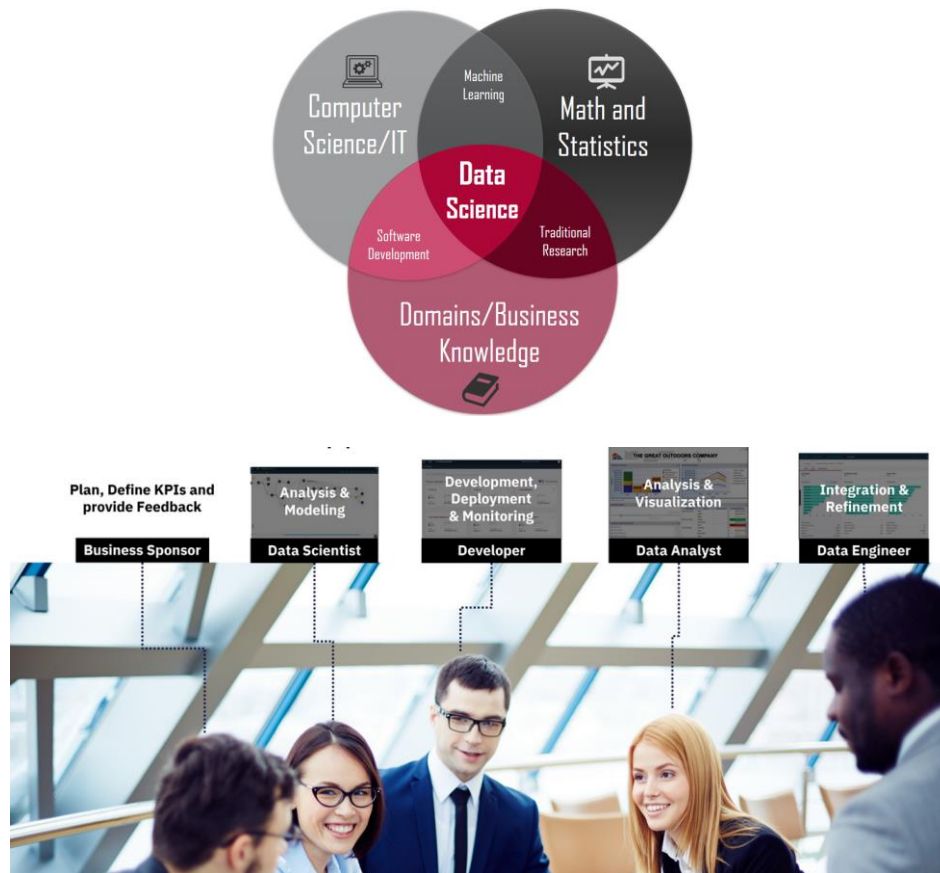 Computer
Science/IT
Machine
Learning
Math and
Statistics
Data
Science
Software
Development
Traditional
Research
Domains/Business
Knowledge
Plan, Define KPIs and
provide Feedback
Business Sponsor
Analysis &
Modeling
Data Scientist
Development,
Deployment
& Monitoring
Developer
THE GREAT OUTDOORS COMPANY
Analysis &
Visualization
Data Analyst
Integration &
Refinement
Data Engineer